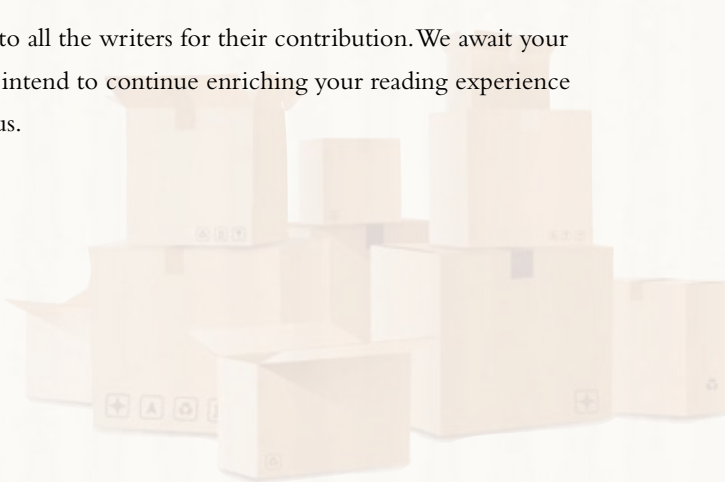 to all the writers for their contribution. We await your
intend to continue enriching your reading experience
us.